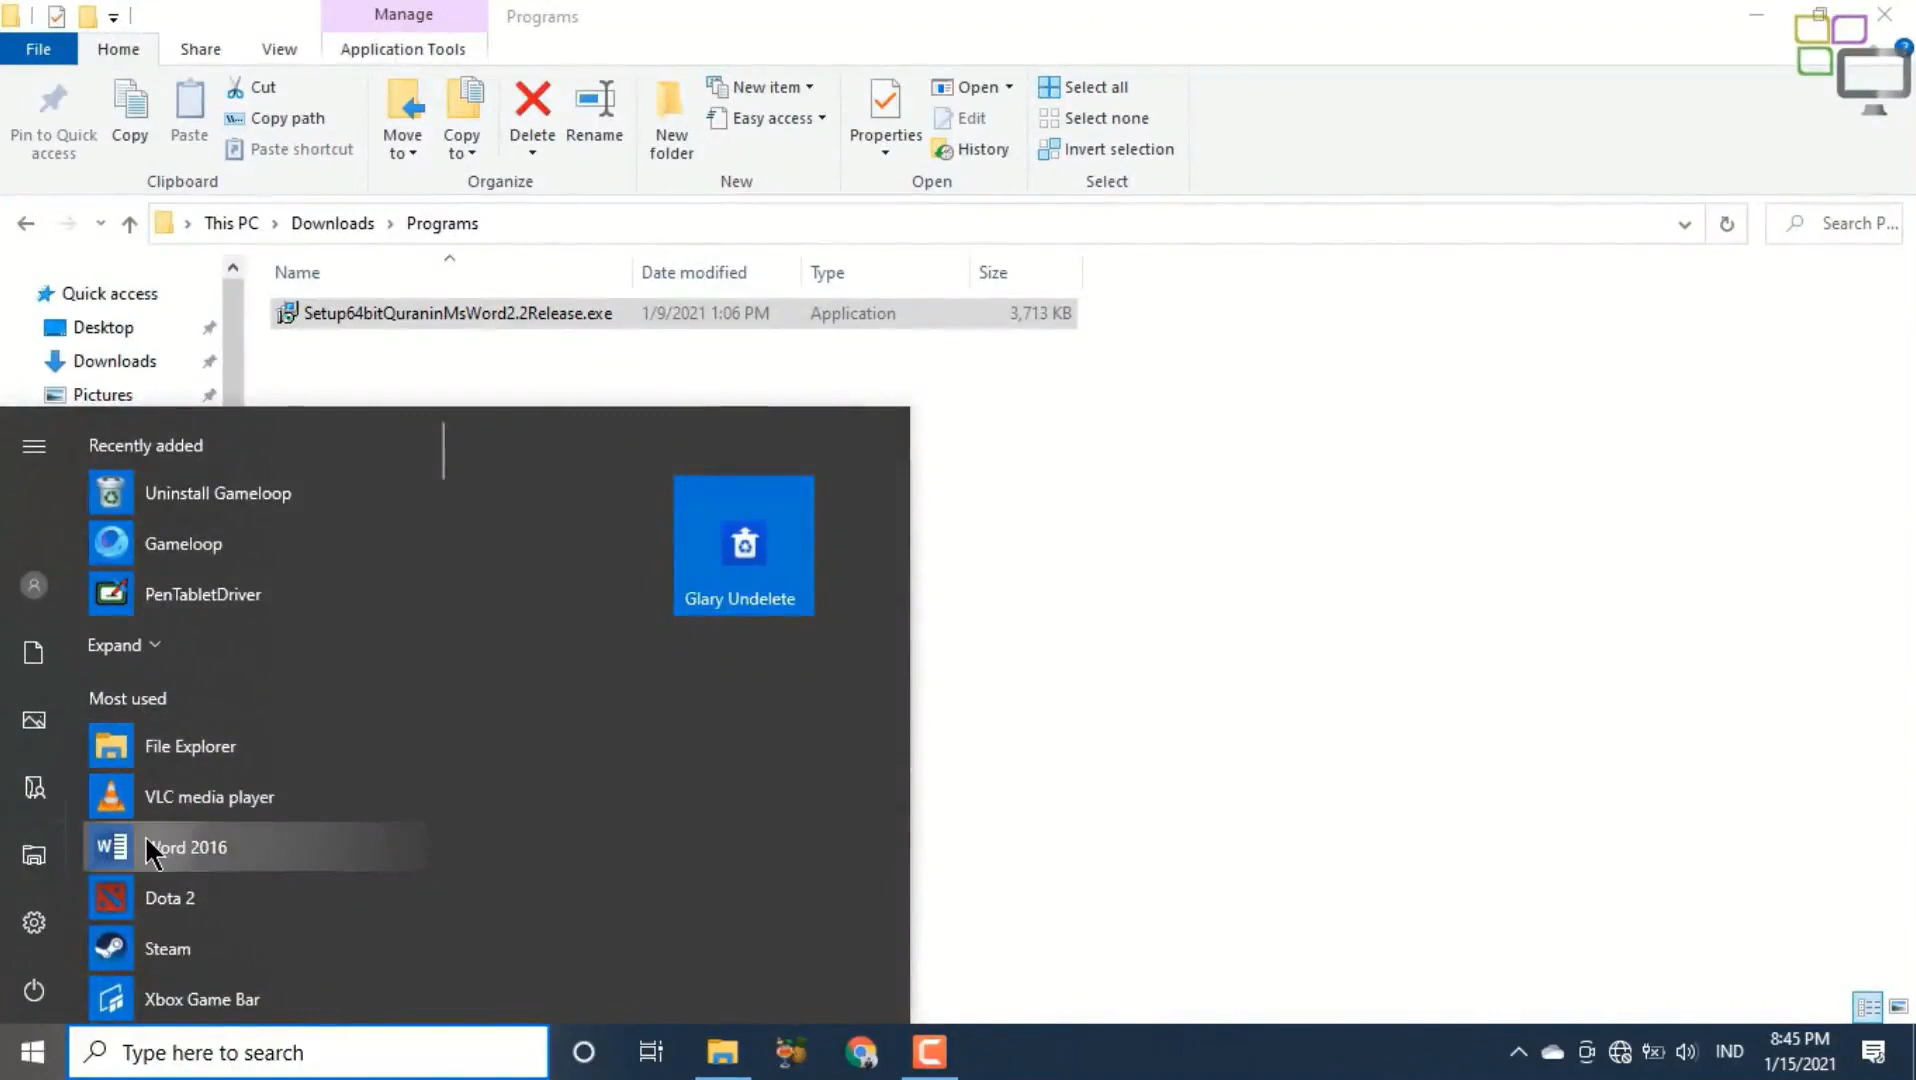 Manage
Programs
File
Home
Share
View
Application Tools
Pin to Quick
access
Copy
Paste
Cut
Copy path
Paste shortcut
Clipboard
Move
to
Copy
to
Delete
Rename
Organize
New
folder
New item
Easy access
New
Properties
Open
Edit
History
Open
Select all
Select none
Invert selection
Select
This PC > Downloads > Programs
Search P...
Name
Date modified
Type
Size
Setup64bitQuraninMsWord2.2Release.exe
1/9/2021 1:06 PM
Application
3,713 KB
Quick access
Desktop
Downloads
Pictures
Recently added
Uninstall Gameloop
Gameloop
PenTabletDriver
Expand
Glary Undelete
Most used
File Explorer
VLC media player
Word 2016
Dota 2
Steam
Xbox Game Bar
Type here to search
IND
8:45 PM
1/15/2021